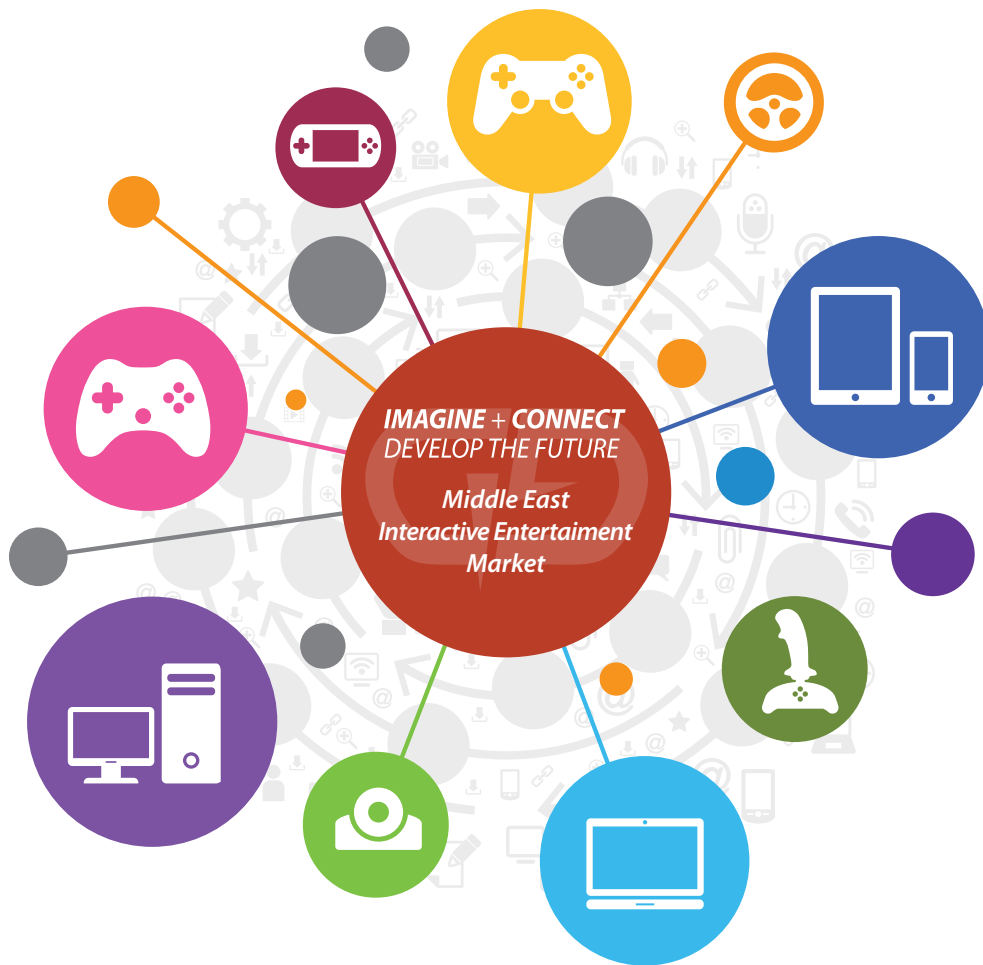 IMAGINE + CONNECT
DEVELOP THE FUTURE
Middle East
Interactive Entertaiment
Market